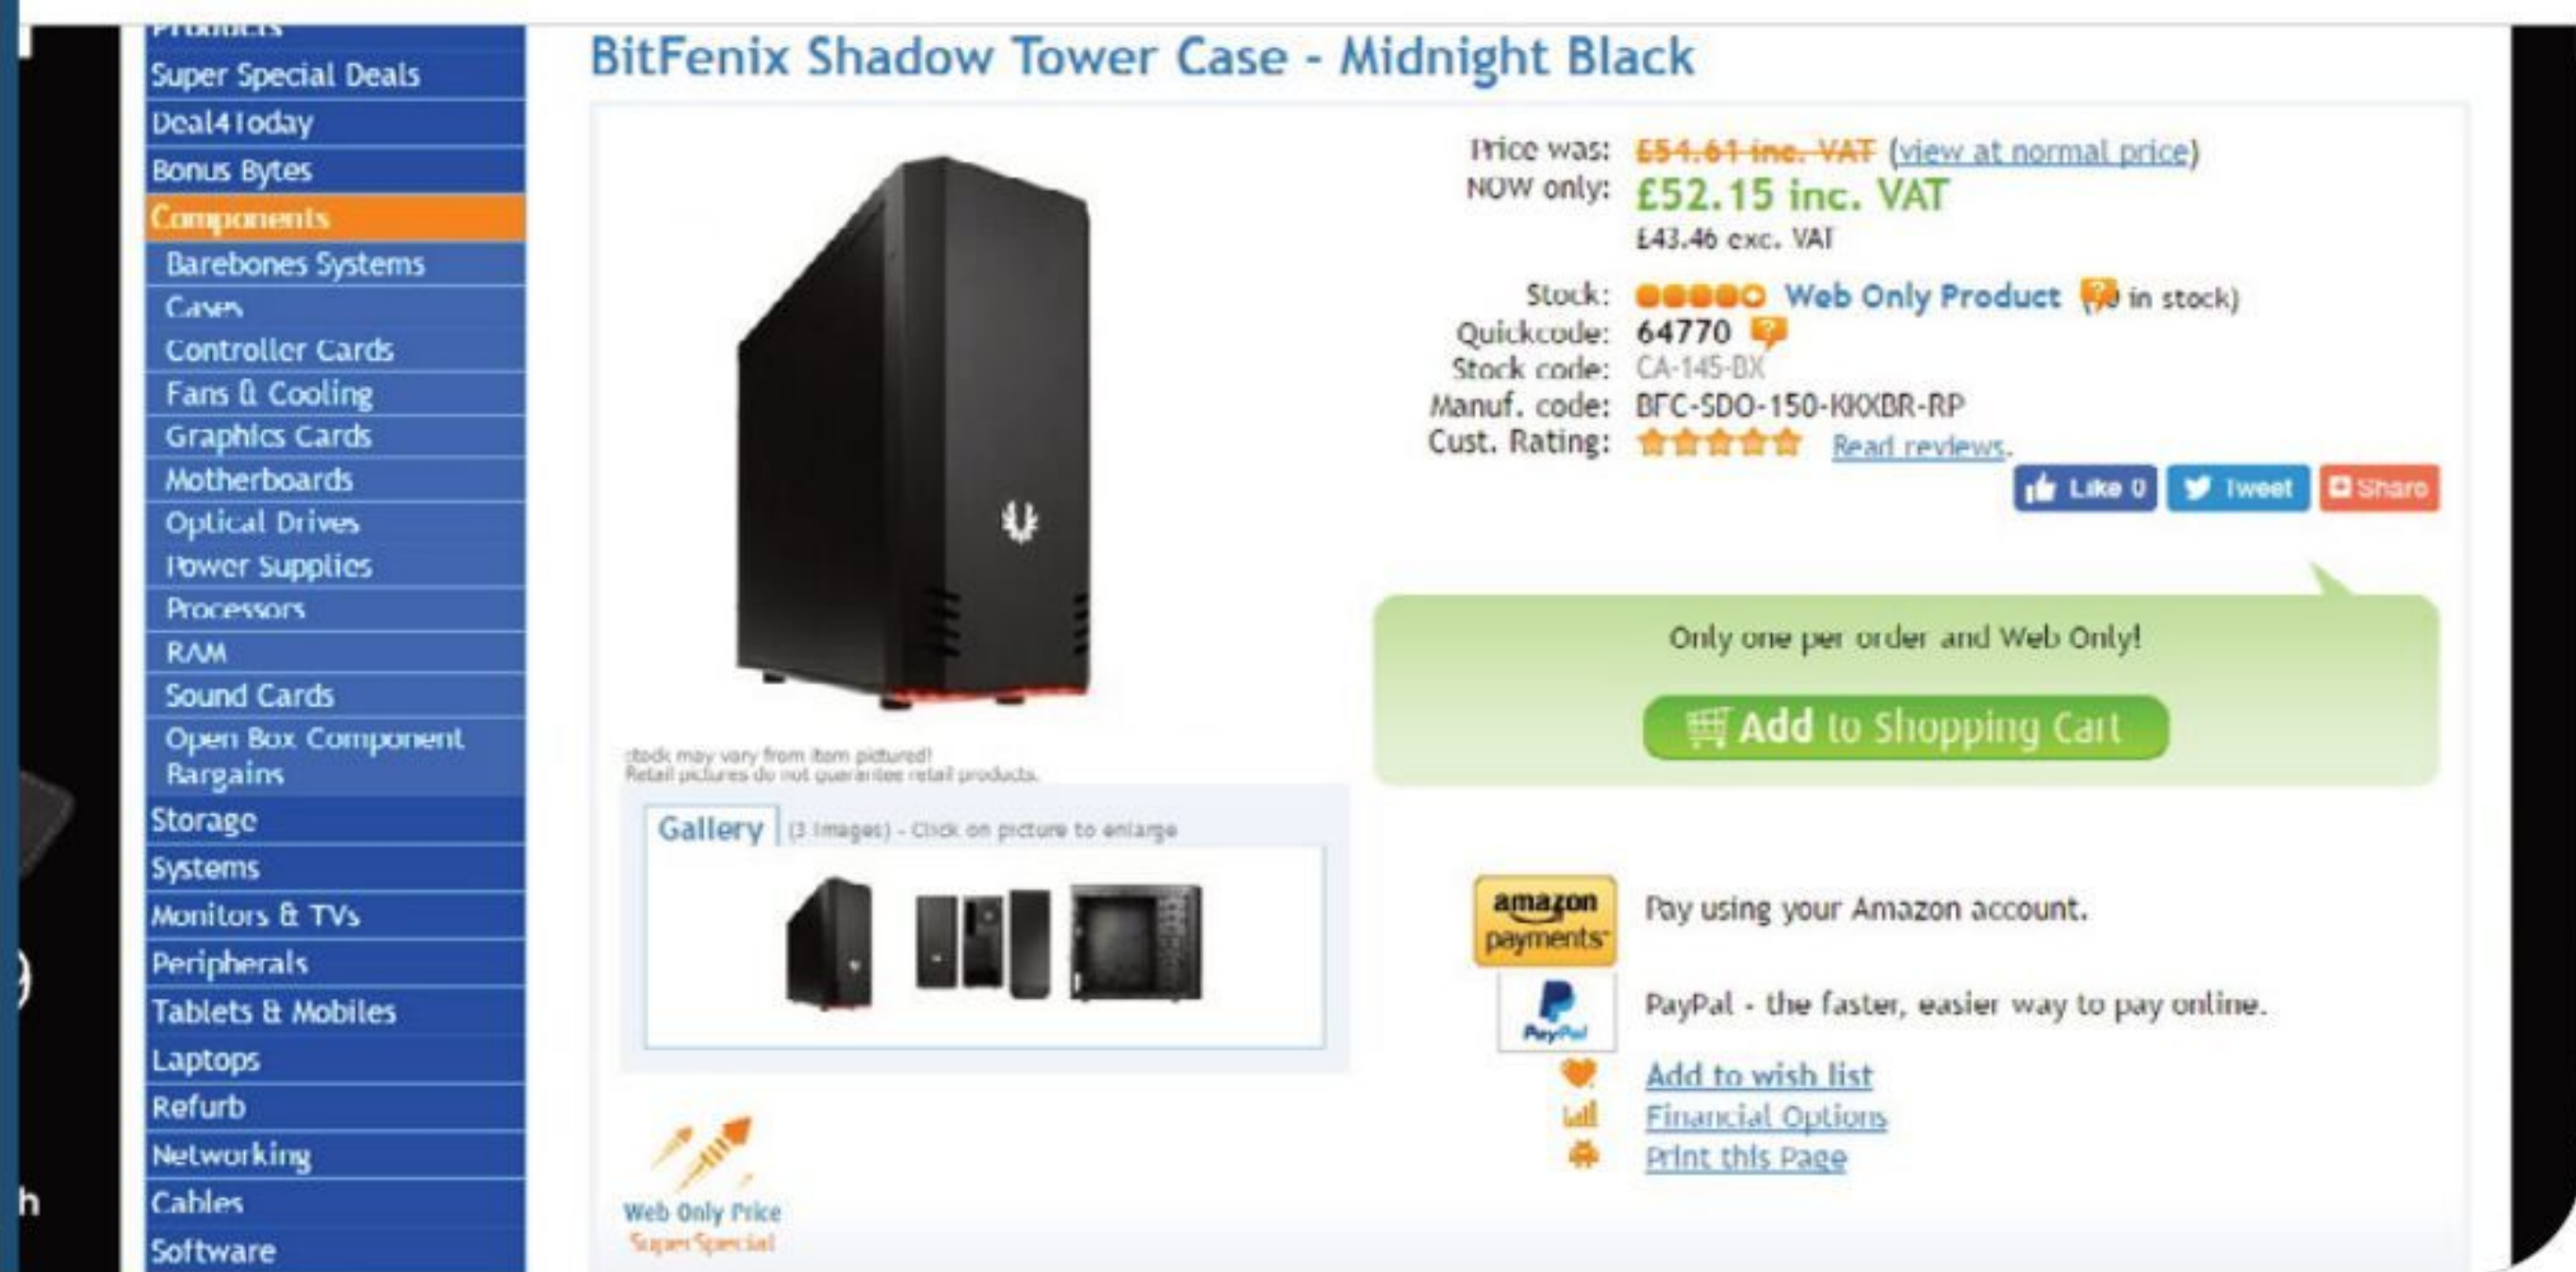 Products
Super Special Deals
Deal4Today
Bonus Bytes
Components
Barebones Systems
Cases
Controller Cards
Fans & Cooling
Graphics Cards
Motherboards
Optical Drives
Power Supplies
Processors
RAM
Sound Cards
Open Box Component
Bargains
Storage
Systems
Monitors & TVs
Peripherals
Tablets & Mobiles
Laptops
Refurb
Networking
Cables
Software
BitFenix Shadow Tower Case - Midnight Black
Price was: £54.61 inc. VAT (view at normal price)
NOW only: £52.15 inc. VAT
£43.46 exc. VAT
Stock: Web Only Product in stock)
Quickcode: 64770 ?
Stock code: CA-145-BX
Manuf. code: BFC-SDO-150-KKXBR-RP
Cust. Rating: Read reviews.
Like 0 Tweet Share
Only one per order and Web Only!
Add to Shopping Cart
stock may vary from item pictured!
Retail pictures do not guarantee retail products.
Gallery (3 images) - Click on picture to enlarge
amazon
payments
Pay using your Amazon account.
PayPal
PayPal - the faster, easier way to pay online.
Add to wish list
Financial Options
Print this Page
Web Only Price
Super Special
h